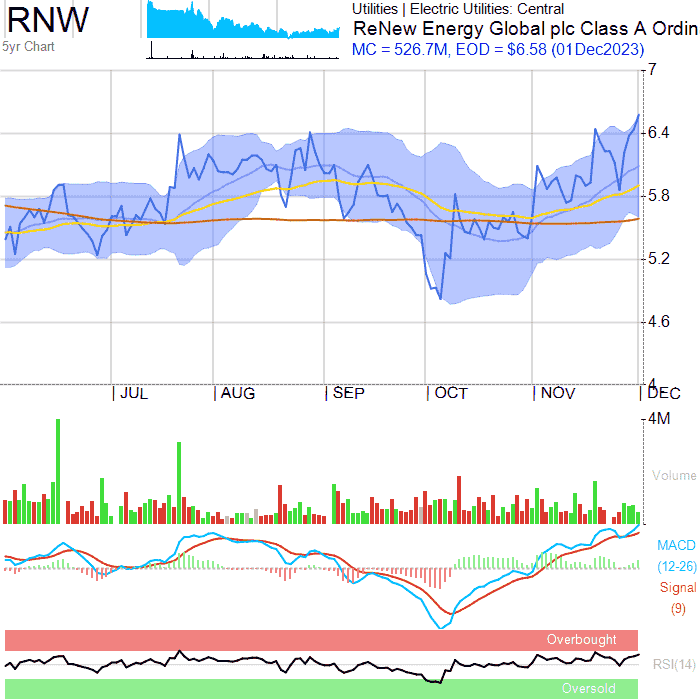 RNW
5yr Chart
Utilities | Electric Utilities: Central
ReNew Energy Global plc Class A Ordin
MC = 526.7M, EOD = $6.58 (01Dec2023)
7
6.4
5.8
5.2
4.6
4
| JUL | AUG | SEP | OCT | NOV | DEC
4M
Volume
MACD
(12-26)
Signal
(9)
Overbought
RSI(14)
Oversold